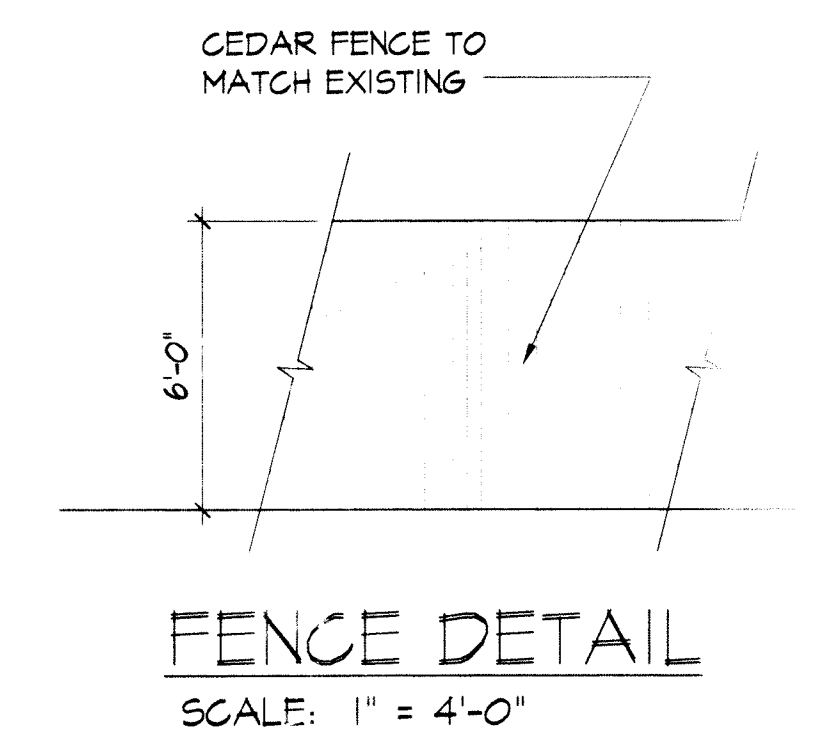 CEDAR FENCE TO
MATCH EXISTING
6'-0"
FENCE DETAIL
SCALE: 1" = 4'-0"